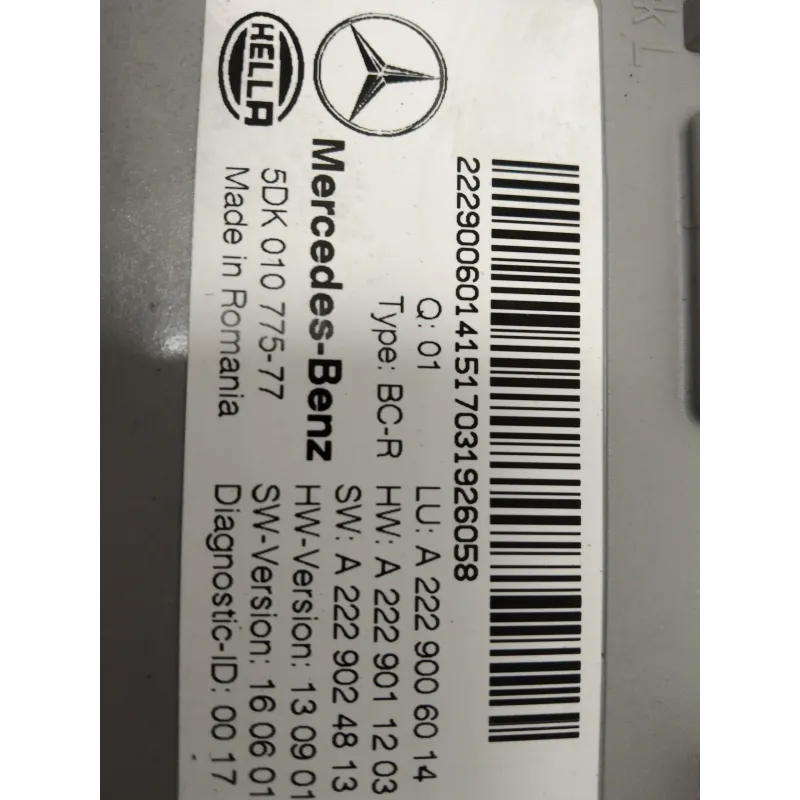 22290060141517031926058
Q: 01
Type: BC-R
LU: A 222 900 60 14
HW: A 222 901 12 03
SW: A 222 902 48 13
HW-Version: 13 09 01
SW-Version: 16 06 01
Diagnostic-ID: 00 17
Mercedes-Benz
HELLA
5DK 010 775-77
Made in Romania